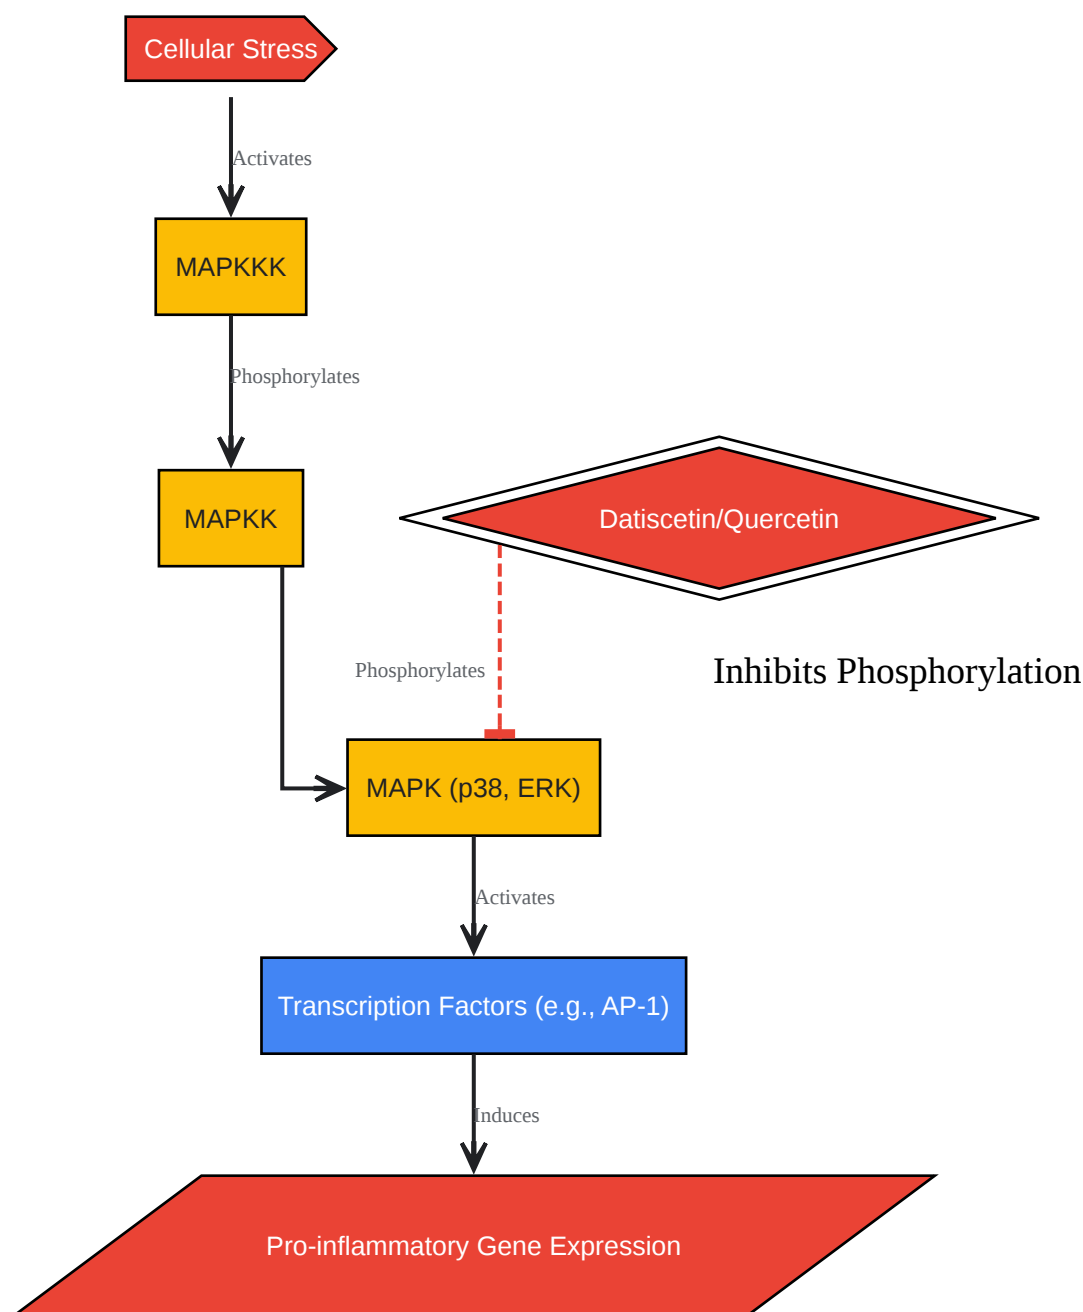 Cellular Stress
Activates
MAPKKK
Phosphorylates
MAPKK
Datiscetin/Quercetin
Phosphorylates
Inhibits Phosphorylation
MAPK (p38, ERK)
Activates
Transcription Factors (e.g., AP-1)
Induces
Pro-inflammatory Gene Expression